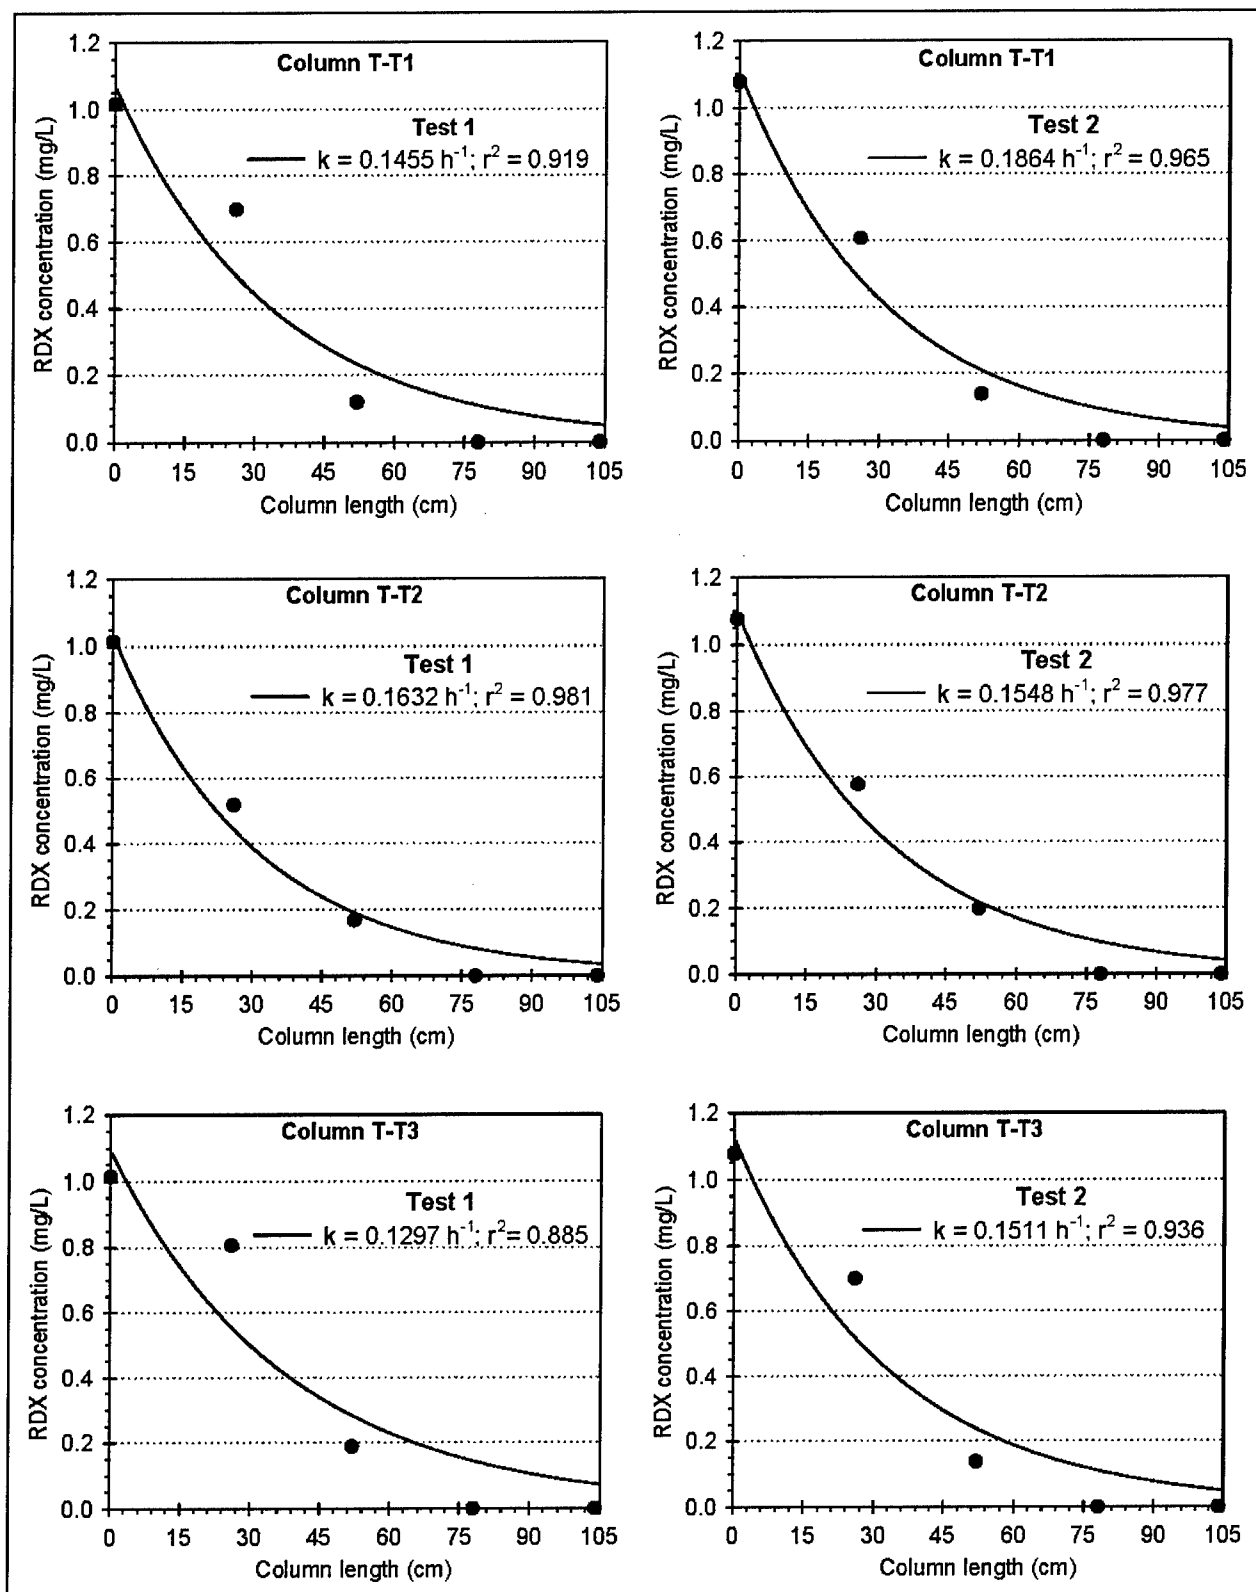 Column T-T1
Test 1
k = 0.1455 h⁻¹; r² = 0.919
RDX concentration (mg/L)
1.2
1.0
0.8
0.6
0.4
0.2
0.0
0 15 30 45 60 75 90 105
Column length (cm)
Column T-T1
Test 2
k = 0.1864 h⁻¹; r² = 0.965
RDX concentration (mg/L)
1.2
1.0
0.8
0.6
0.4
0.2
0.0
0 15 30 45 60 75 90 105
Column length (cm)
Column T-T2
Test 1
k = 0.1632 h⁻¹; r² = 0.981
RDX concentration (mg/L)
1.2
1.0
0.8
0.6
0.4
0.2
0.0
0 15 30 45 60 75 90 105
Column length (cm)
Column T-T2
Test 2
k = 0.1548 h⁻¹; r² = 0.977
RDX concentration (mg/L)
1.2
1.0
0.8
0.6
0.4
0.2
0.0
0 15 30 45 60 75 90 105
Column length (cm)
Column T-T3
Test 1
k = 0.1297 h⁻¹; r²= 0.885
RDX concentration (mg/L)
1.2
1.0
0.8
0.6
0.4
0.2
0.0
0 15 30 45 60 75 90 105
Column length (cm)
Column T-T3
Test 2
k = 0.1511 h⁻¹; r² = 0.936
RDX concentration (mg/L)
1.2
1.0
0.8
0.6
0.4
0.2
0.0
0 15 30 45 60 75 90 105
Column length (cm)